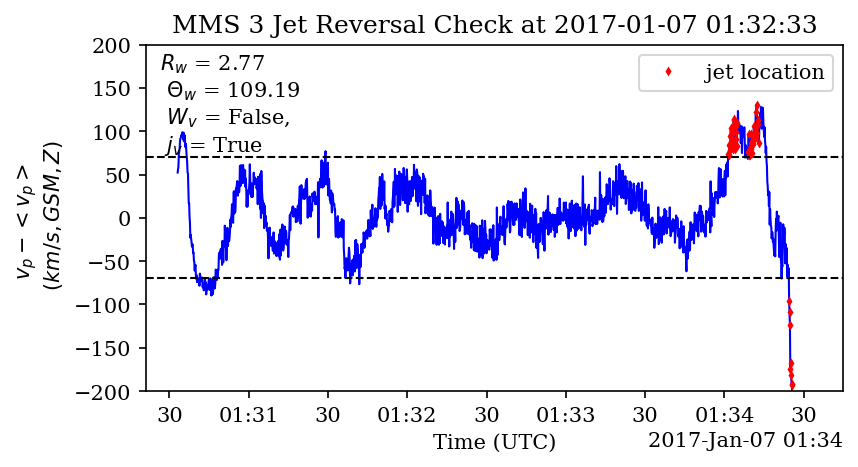 MMS 3 Jet Reversal Check at 2017-01-07 01:32:33
R_w = 2.77
Θ_w = 109.19
W_v = False,
j_v = True
jet location
200
150
100
50
0
−50
−100
−150
−200
v_p − < v_p >
(km/s, GSM, Z)
30 01:31 30 01:32 30 01:33 30 01:34 30
Time (UTC)
2017-Jan-07 01:34